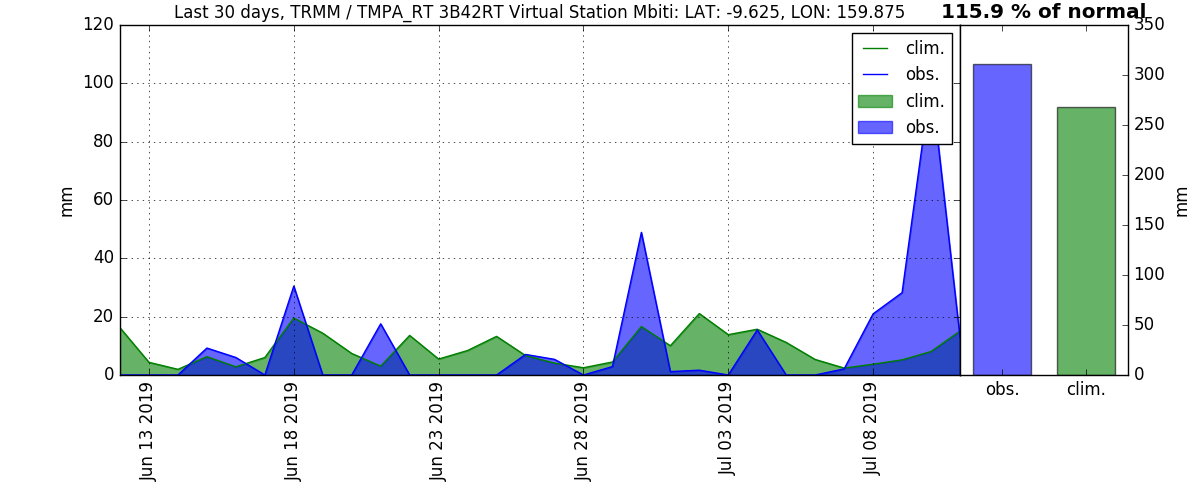 Last 30 days, TRMM / TMPA_RT 3B42RT Virtual Station Mbiti: LAT: -9.625, LON: 159.875
115.9 % of normal
120
100
80
60
40
20
0
mm
clim.
obs.
clim.
obs.
Jun 13 2019
Jun 18 2019
Jun 23 2019
Jun 28 2019
Jul 03 2019
Jul 08 2019
350
300
250
200
150
100
50
0
mm
obs.
clim.